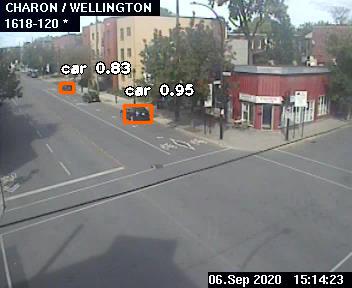 CHARON / WELLINGTON
1618-120 *
car 0.83
car 0.95
06.Sep 2020 15:14:23